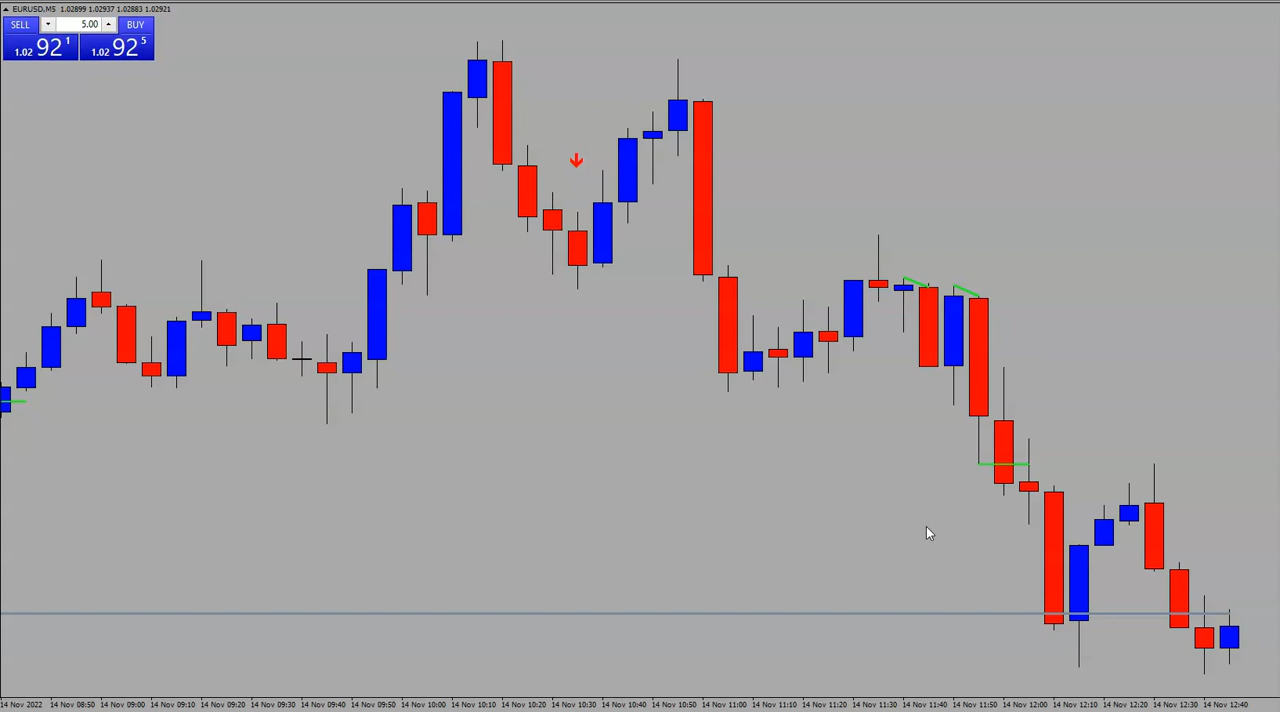 EURUSD,M5 1.02899 1.02937 1.02883 1.02921
SELL 5.00 BUY
1.02 92 1 1.02 92 5
14 Nov 2022 14 Nov 08:50 14 Nov 09:00 14 Nov 09:10 14 Nov 09:20 14 Nov 09:30 14 Nov 09:40 14 Nov 09:50 14 Nov 10:00 14 Nov 10:10 14 Nov 10:20 14 Nov 10:30 14 Nov 10:40 14 Nov 10:50 14 Nov 11:00 14 Nov 11:10 14 Nov 11:20 14 Nov 11:30 14 Nov 11:40 14 Nov 11:50 14 Nov 12:00 14 Nov 12:10 14 Nov 12:20 14 Nov 12:30 14 Nov 12:40